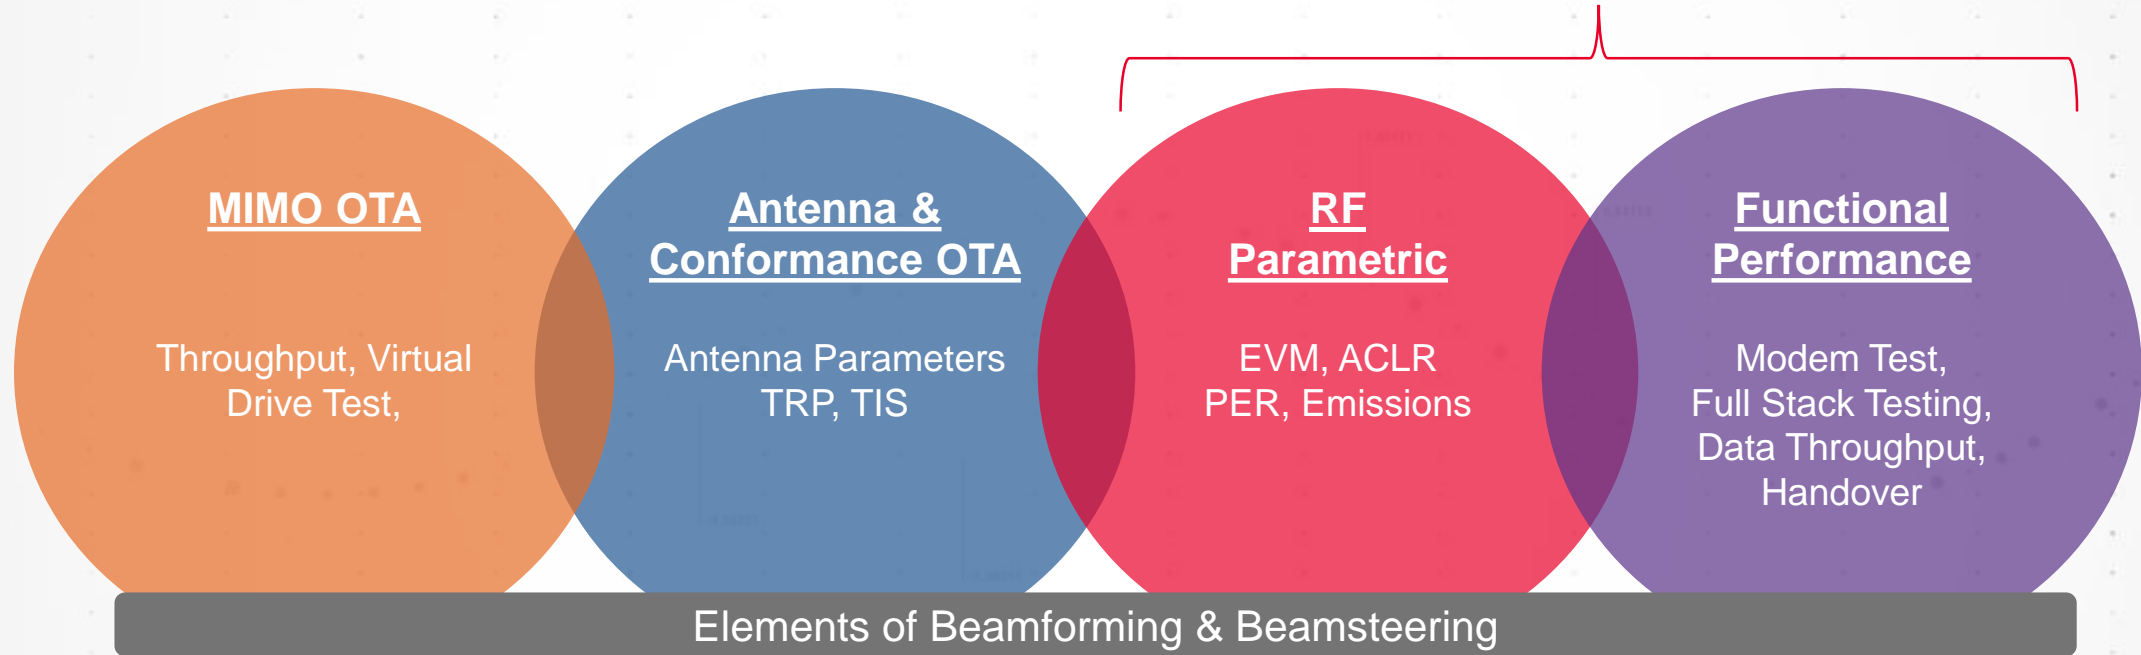 MIMO OTA
Throughput, Virtual
Drive Test,
Antenna &
Conformance OTA
Antenna Parameters
TRP, TIS
RF
Parametric
EVM, ACLR
PER, Emissions
Functional
Performance
Modem Test,
Full Stack Testing,
Data Throughput,
Handover
Elements of Beamforming & Beamsteering